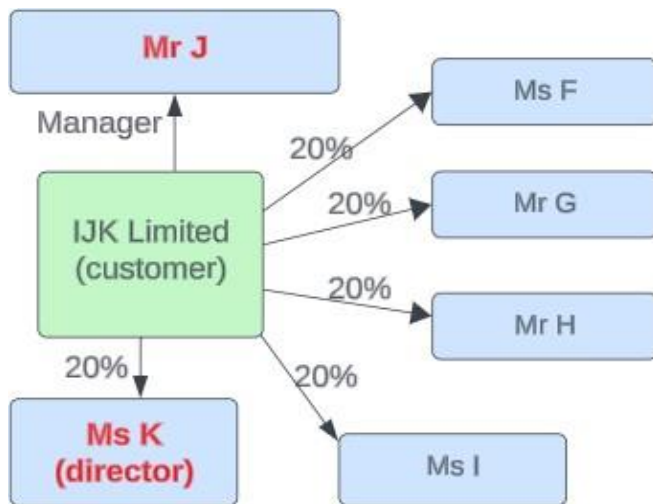 Mr J
Manager
Ms F
20%
Mr G
20%
IJK Limited
(customer)
20%
Mr H
20%
20%
Ms K
(director)
Ms I